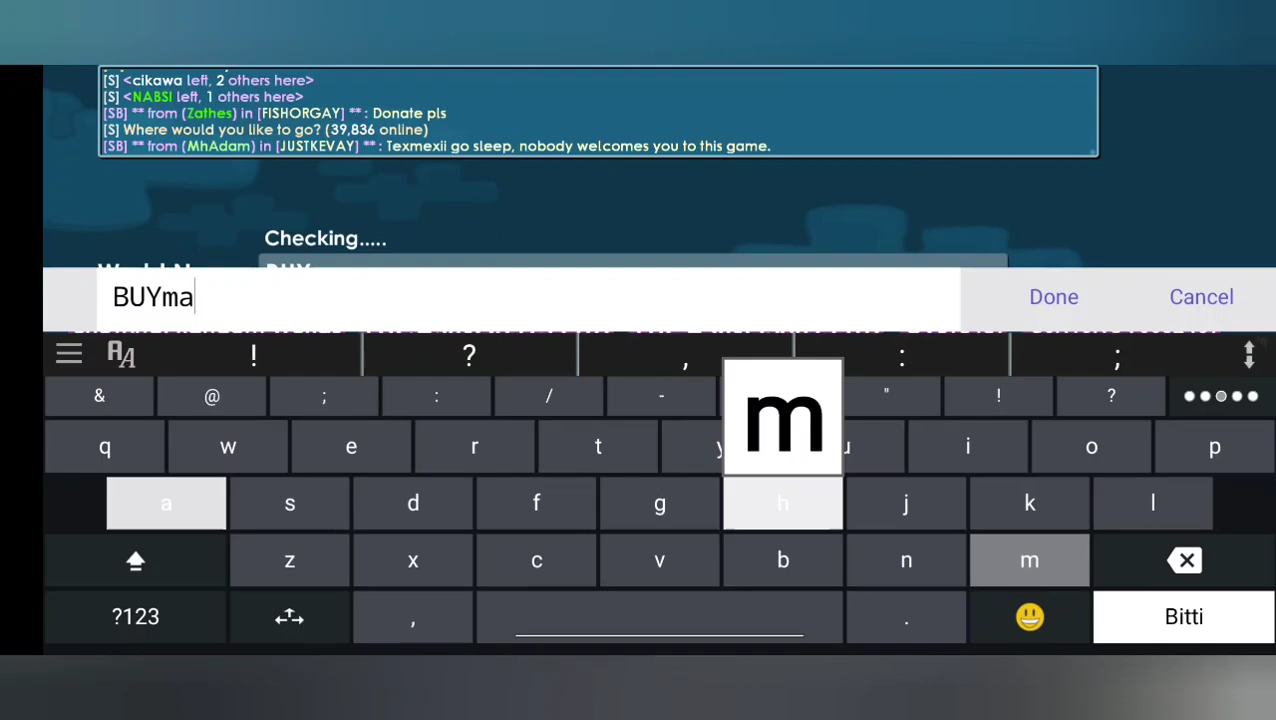 [S] <cikawa left, 2 others here>
[S] <NABSI left, 1 others here>
[SB] ** from (Zathes) in [FISHORGAY] ** : Donate pls
[S] Where would you like to go? (39,836 online)
[SB] ** from (MhAdam) in [JUSTKEVAY] ** : Texmexii go sleep, nobody welcomes you to this game.
Checking.....
BUYma
Done
Cancel
! ? , : ;
& @ ; : / - " ! ?
q w e r t y u i o p
m
a s d f g h j k l
z x c v b n m
?123 , . Bitti